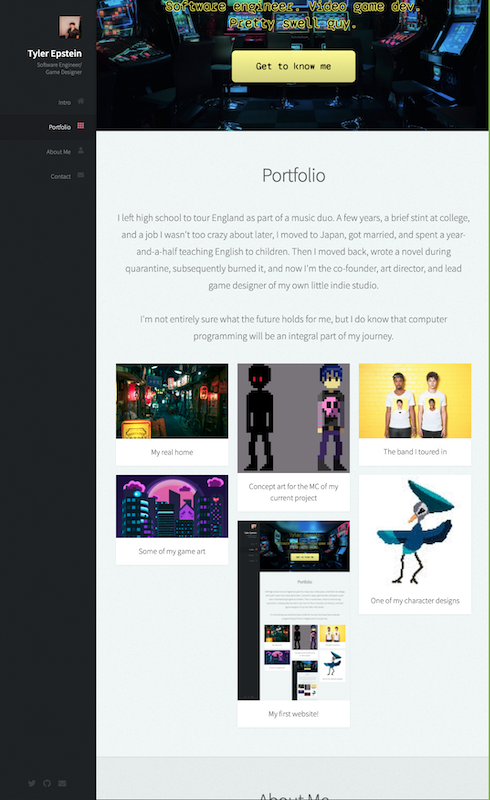 Software engineer. Video game dev.
Pretty swell guy.
Get to know me
Tyler Epstein
Software Engineer/
Game Designer
Intro
Portfolio
About Me
Contact
Portfolio
I left high school to tour England as part of a music duo. A few years, a brief stint at college,
and a job I wasn't too crazy about later, I moved to Japan, got married, and spent a year-
and-a-half teaching English to children. Then I moved back, wrote a novel during
quarantine, subsequently burned it, and now I'm the co-founder, art director, and lead
game designer of my own little indie studio.
I'm not entirely sure what the future holds for me, but I do know that computer
programming will be an integral part of my journey.
My real home
Concept art for the MC of my
current project
The band I toured in
Some of my game art
One of my character designs
Portfolio
My first website!
About Me